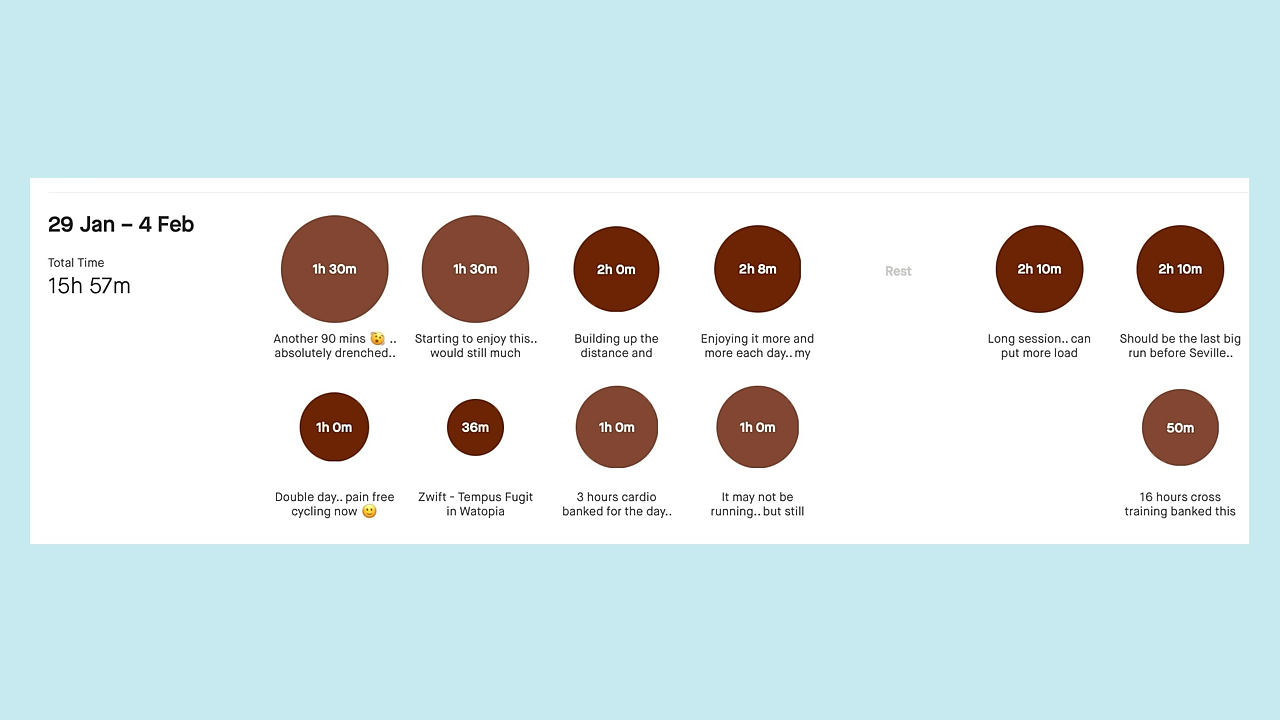 29 Jan – 4 Feb
Total Time
15h 57m
1h 30m
Another 90 mins 🥵 ..
absolutely drenched..
1h 30m
Starting to enjoy this..
would still much
2h 0m
Building up the
distance and
2h 8m
Enjoying it more and
more each day.. my
Rest
2h 10m
Long session.. can
put more load
2h 10m
Should be the last big
run before Seville..
1h 0m
Double day.. pain free
cycling now 🙂
36m
Zwift - Tempus Fugit
in Watopia
1h 0m
3 hours cardio
banked for the day..
1h 0m
It may not be
running.. but still
50m
16 hours cross
training banked this